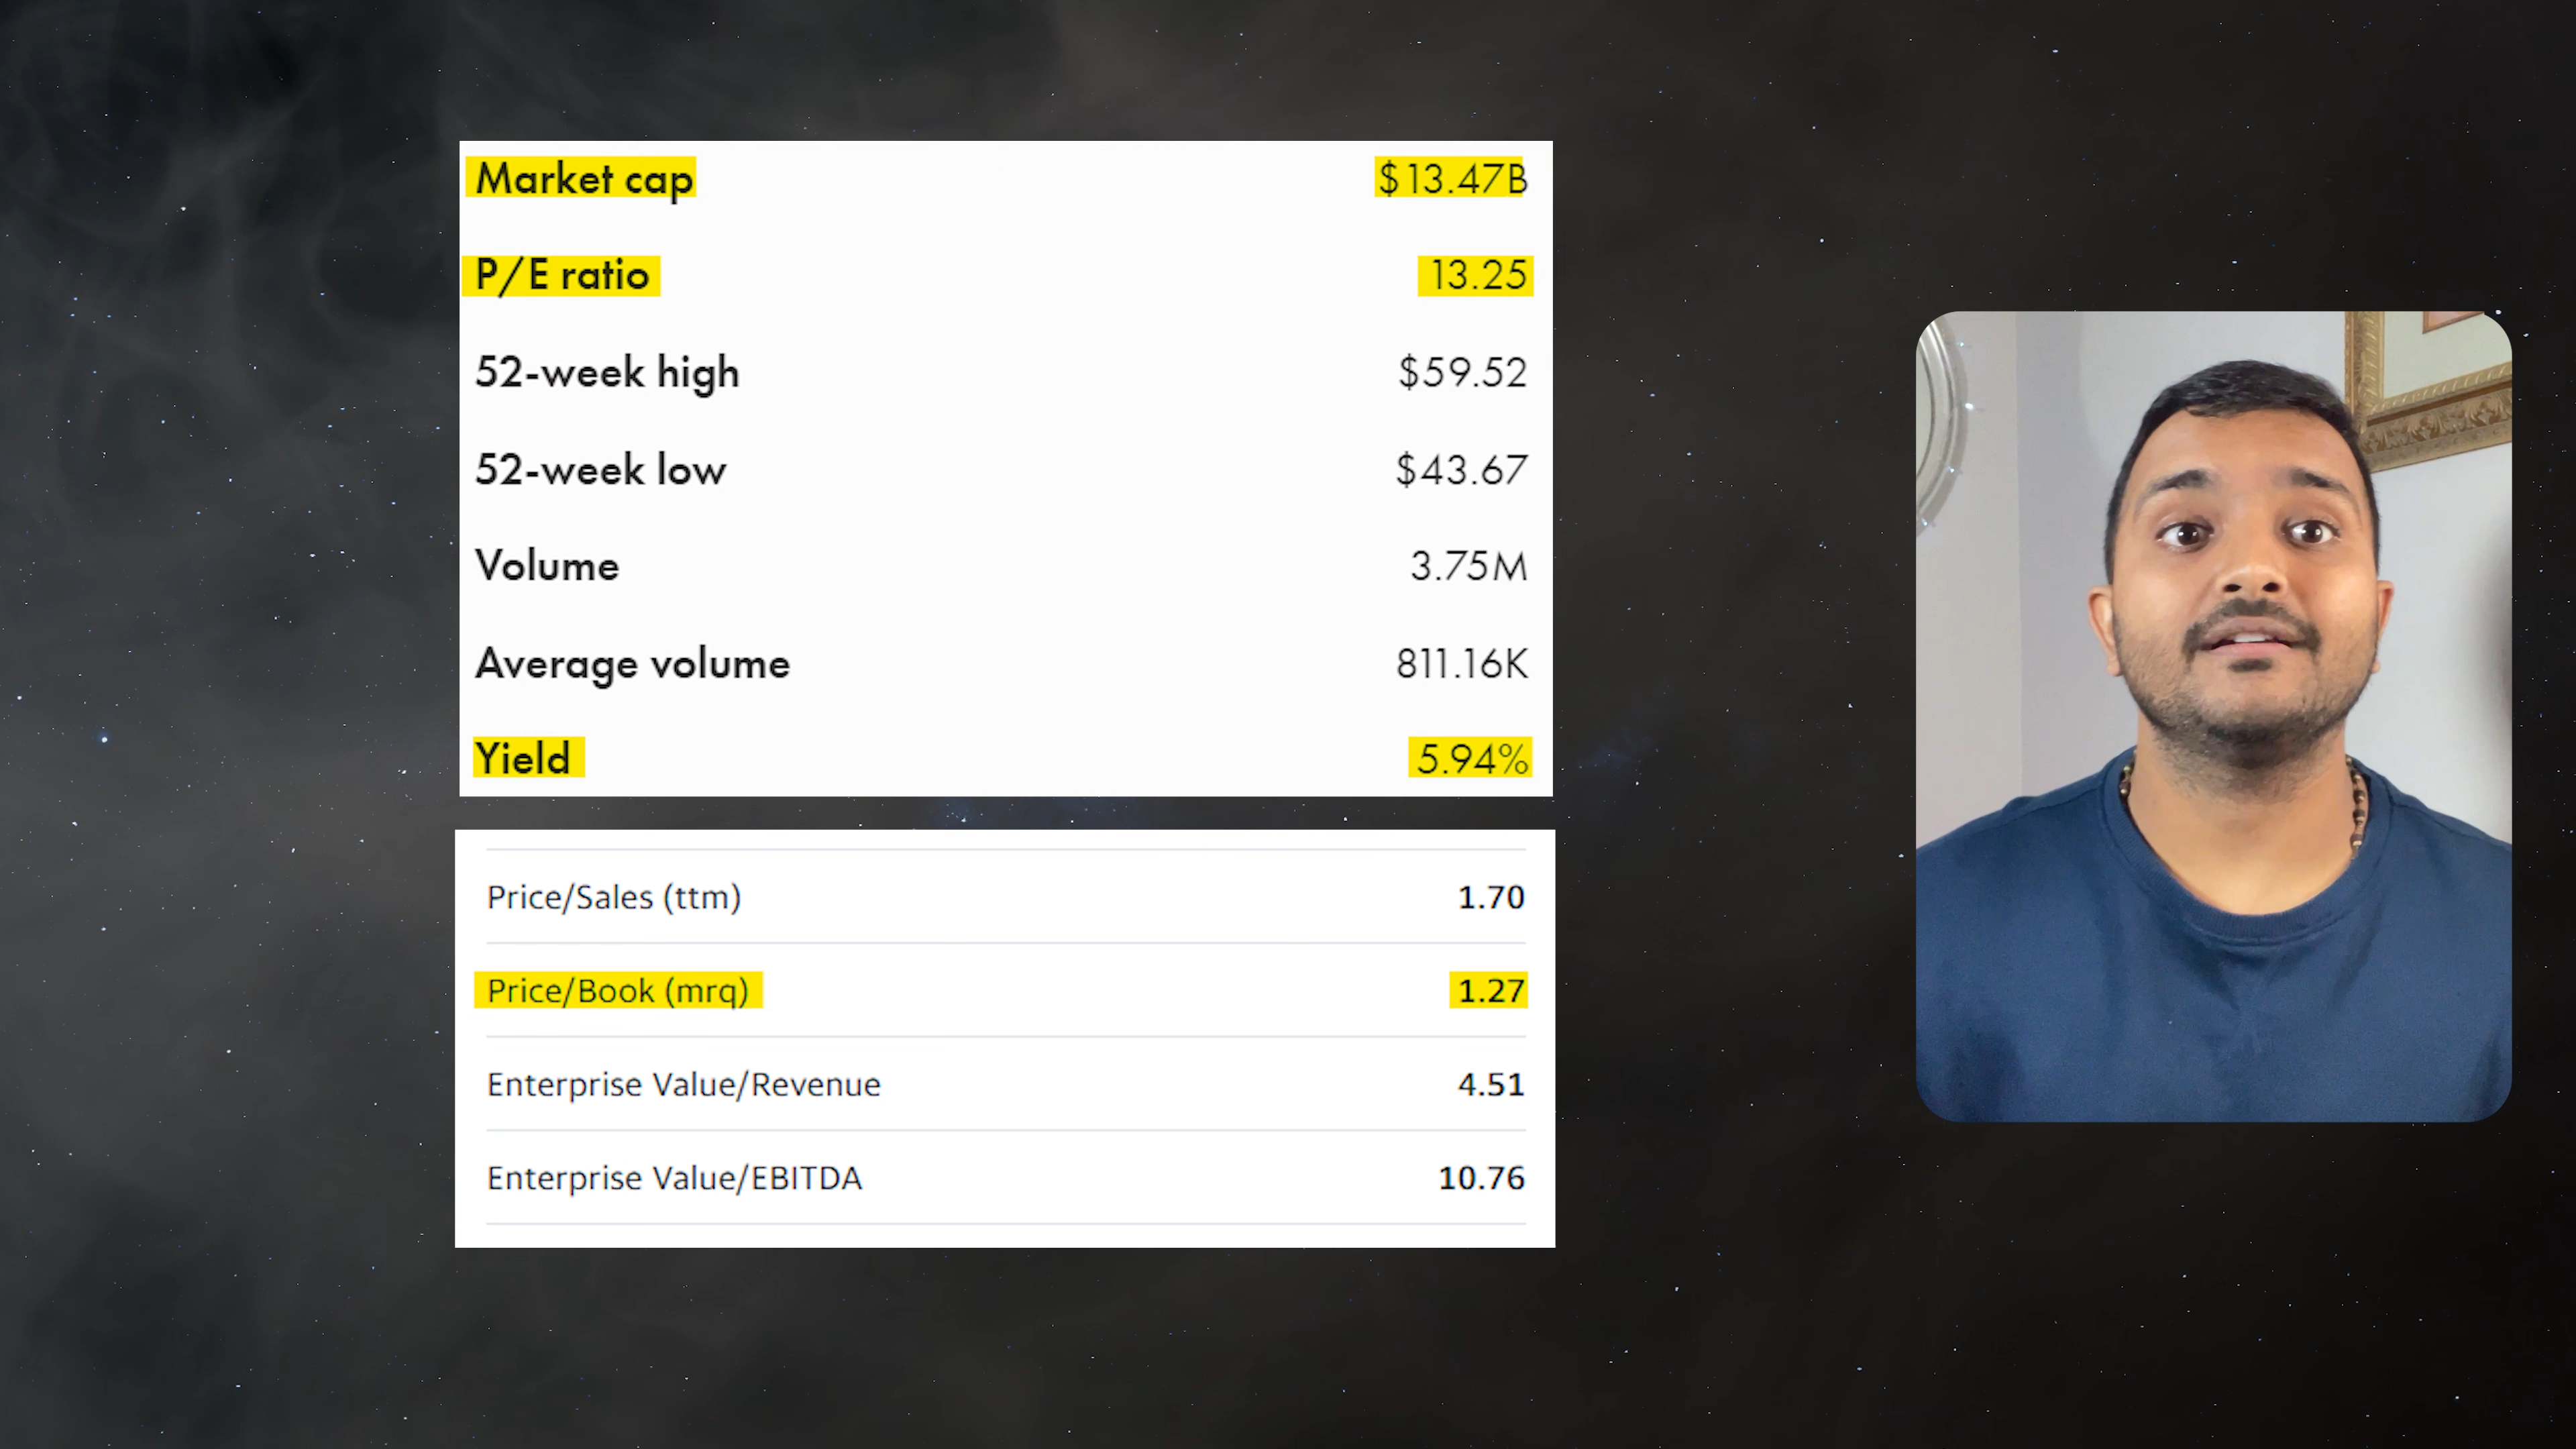 Market cap $13.47B
P/E ratio 13.25
52-week high $59.52
52-week low $43.67
Volume 3.75M
Average volume 811.16K
Yield 5.94%
Price/Sales (ttm) 1.70
Price/Book (mrq) 1.27
Enterprise Value/Revenue 4.51
Enterprise Value/EBITDA 10.76